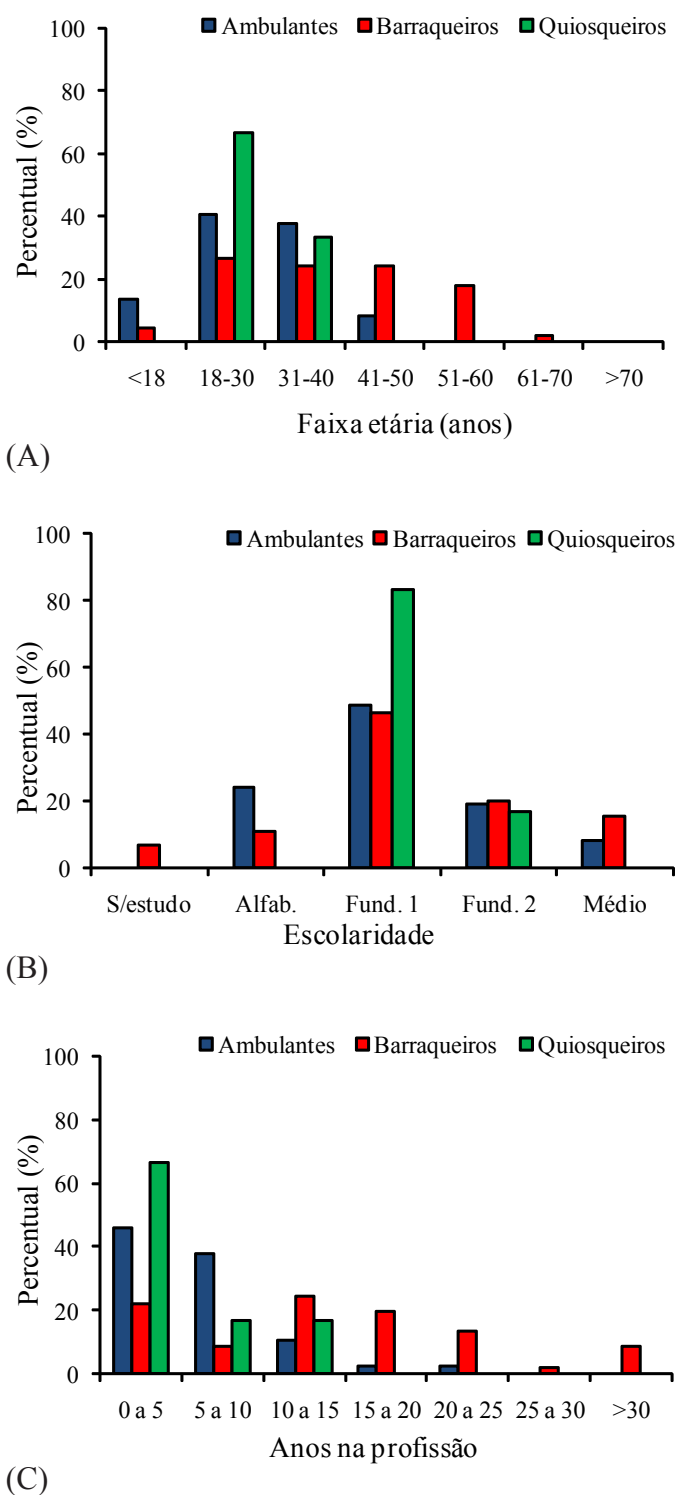 Ambulantes Barraqueiros Quiosqueiros
100
80
60
40
20
0
Percentual (%)
<18 18-30 31-40 41-50 51-60 61-70 >70
Faixa etária (anos)
(A)
Ambulantes Barraqueiros Quiosqueiros
100
80
60
40
20
0
Percentual (%)
S/estudo Alfab. Fund. 1 Fund. 2 Médio
Escolaridade
(B)
Ambulantes Barraqueiros Quiosqueiros
100
80
60
40
20
0
Percentual (%)
0 a 5 5 a 10 10 a 15 15 a 20 20 a 25 25 a 30 >30
Anos na profissão
(C)